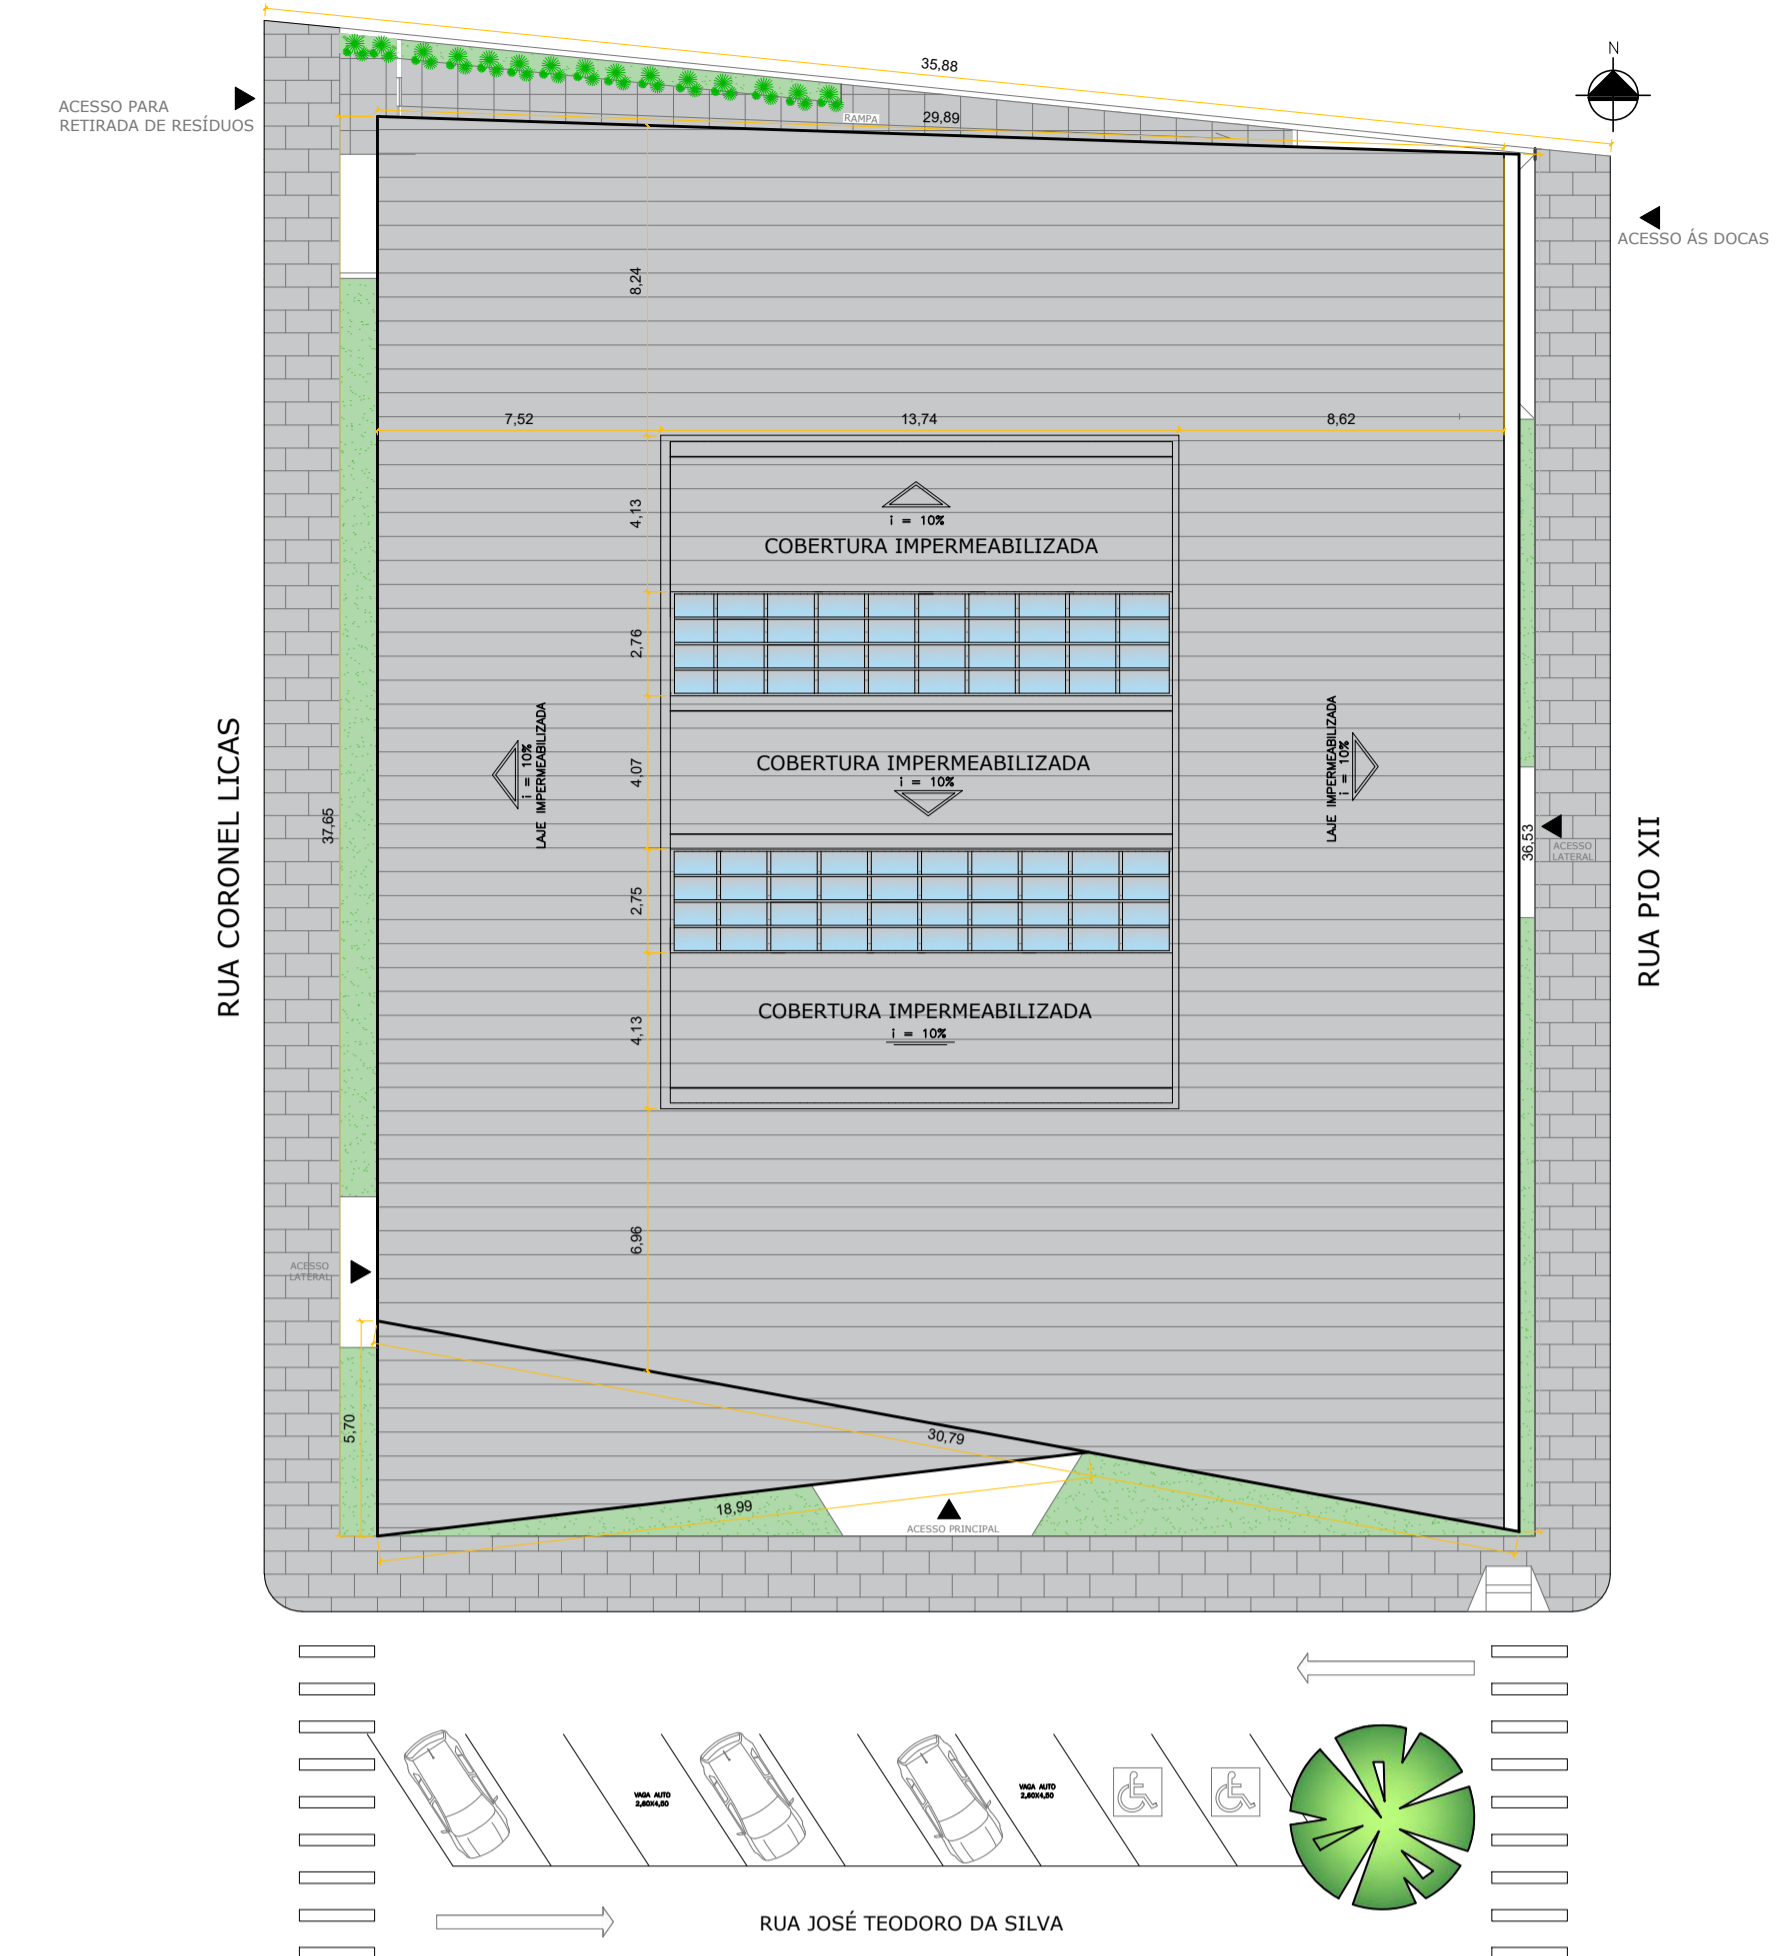 N
35,88
ACESSO PARA
RETIRADA DE RESÍDUOS
RAMPA
29,89
ACESSO ÁS DOCAS
8,24
7,52
13,74
8,62
4,13
i = 10%
COBERTURA IMPERMEABILIZADA
2,76
RUA CORONEL LICAS
37,65
i = 10%
LAJE IMPERMEABILIZADA
4,07
COBERTURA IMPERMEABILIZADA
i = 10%
LAJE IMPERMEABILIZADA
i = 10%
36,53
ACESSO
LATERAL
RUA PIO XII
2,75
4,13
COBERTURA IMPERMEABILIZADA
i = 10%
6,96
ACESSO
LATERAL
5,70
30,79
18,99
ACESSO PRINCIPAL
VAGA AUTO
2,60X4,50
VAGA AUTO
2,60X4,50
RUA JOSÉ TEODORO DA SILVA